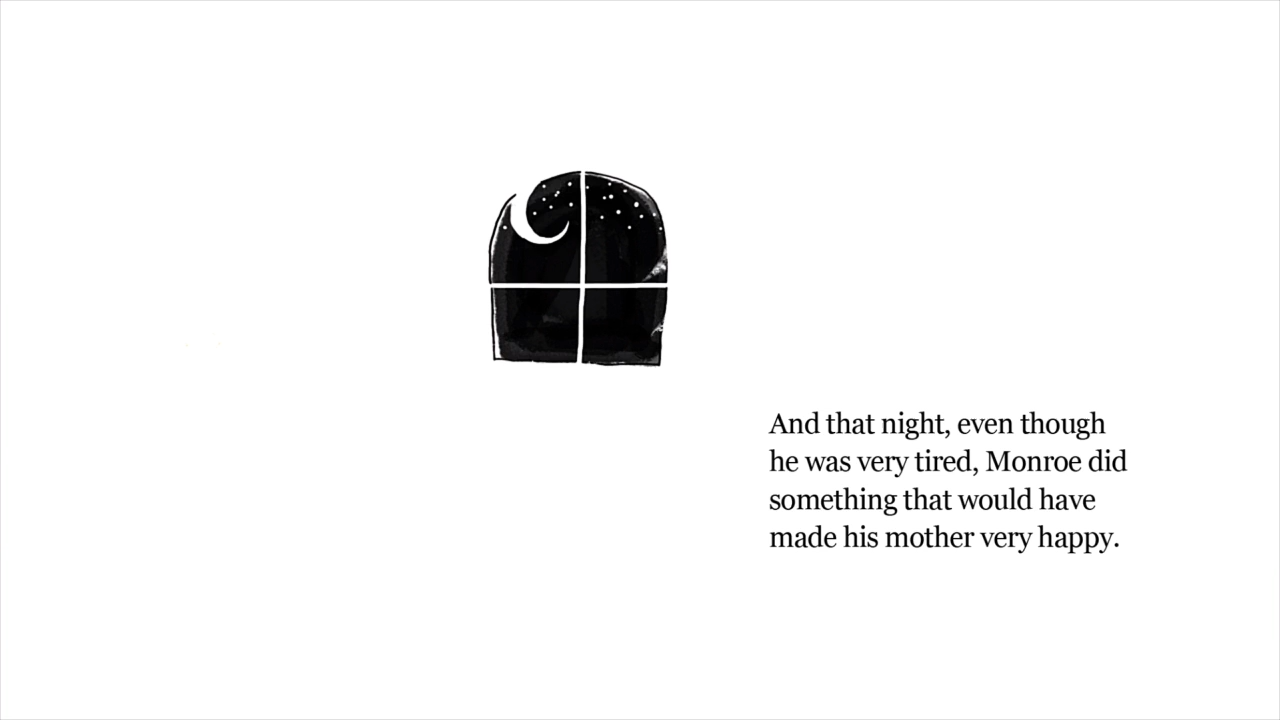 And that night, even though
he was very tired, Monroe did
something that would have
made his mother very happy.